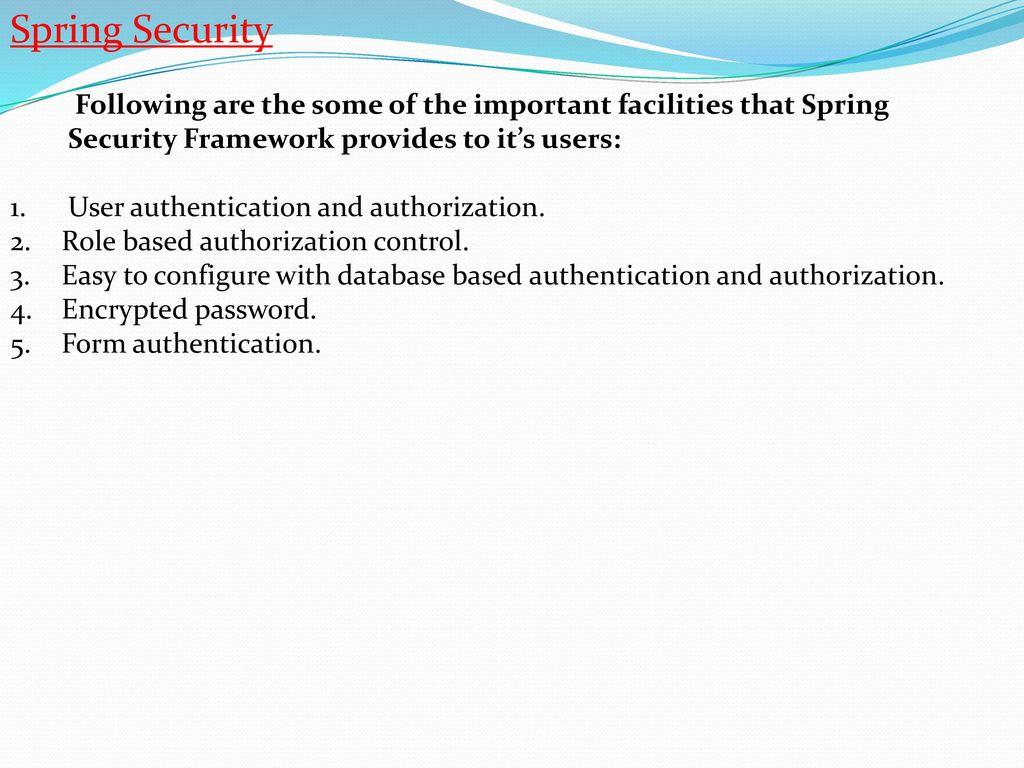 Spring Security
Following are the some of the important facilities that Spring
Security Framework provides to it’s users:
1. User authentication and authorization.
2. Role based authorization control.
3. Easy to configure with database based authentication and authorization.
4. Encrypted password.
5. Form authentication.